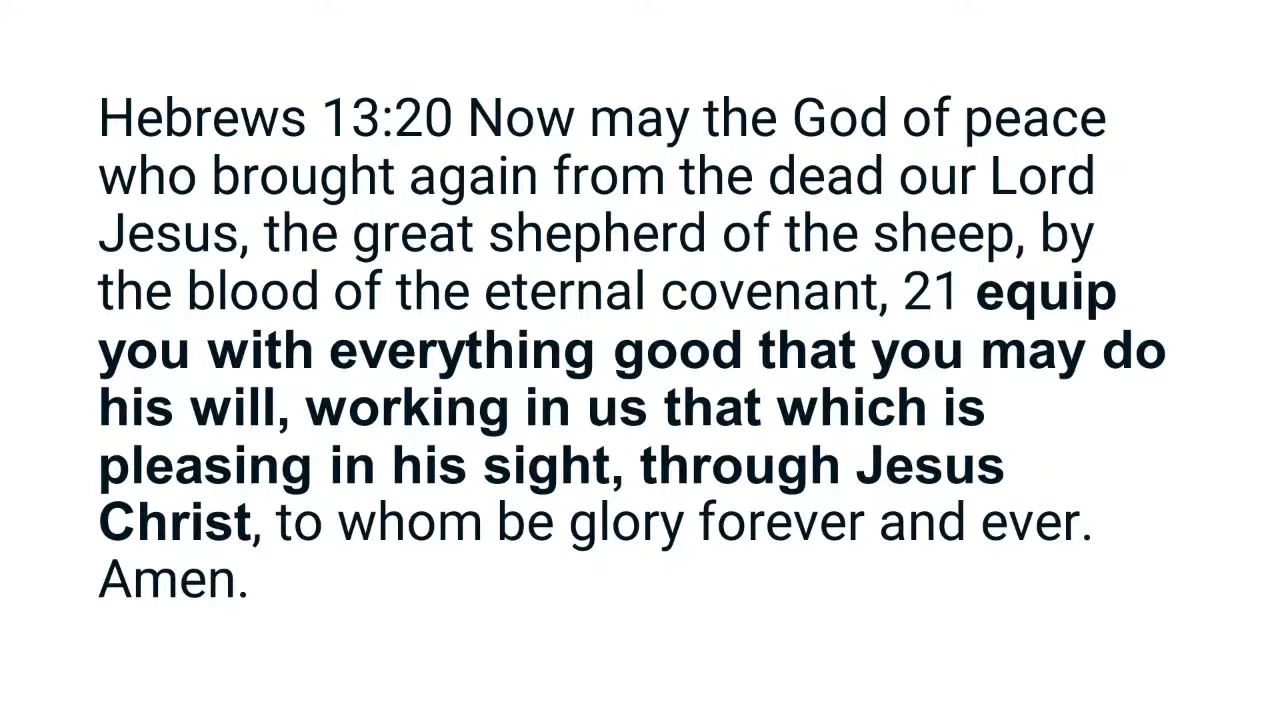 Hebrews 13:20 Now may the God of peace
who brought again from the dead our Lord
Jesus, the great shepherd of the sheep, by
the blood of the eternal covenant, 21 equip
you with everything good that you may do
his will, working in us that which is
pleasing in his sight, through Jesus
Christ, to whom be glory forever and ever.
Amen.